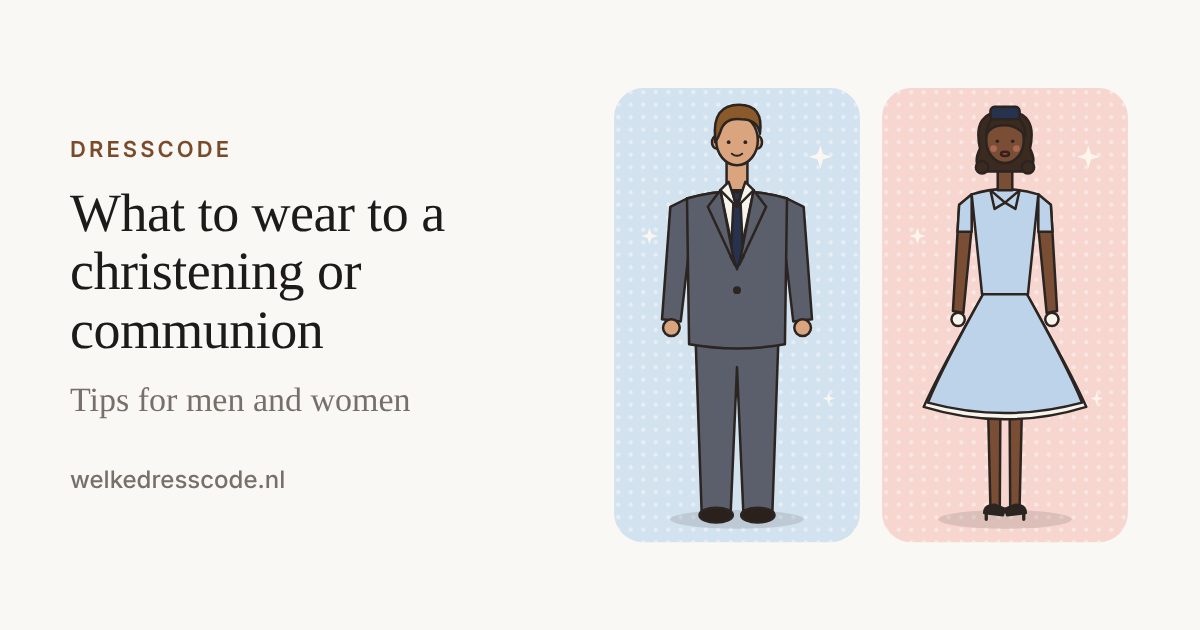 DRESSCODE
What to wear to a
christening or
communion
Tips for men and women
welkedresscode.nl